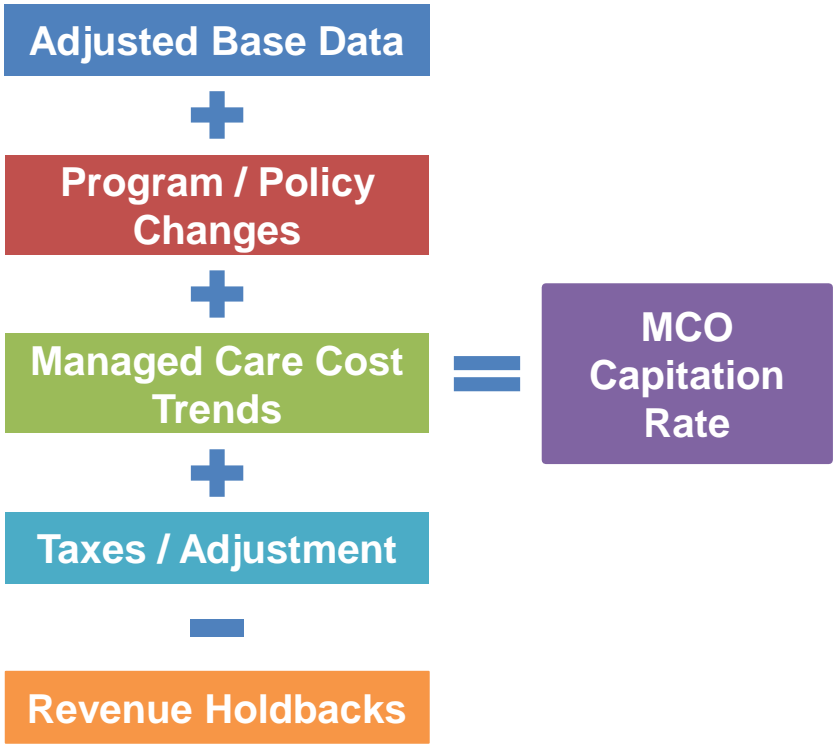 Adjusted Base Data
Program / Policy
Changes
Managed Care Cost
Trends
Taxes / Adjustment
Revenue Holdbacks
MCO
Capitation
Rate